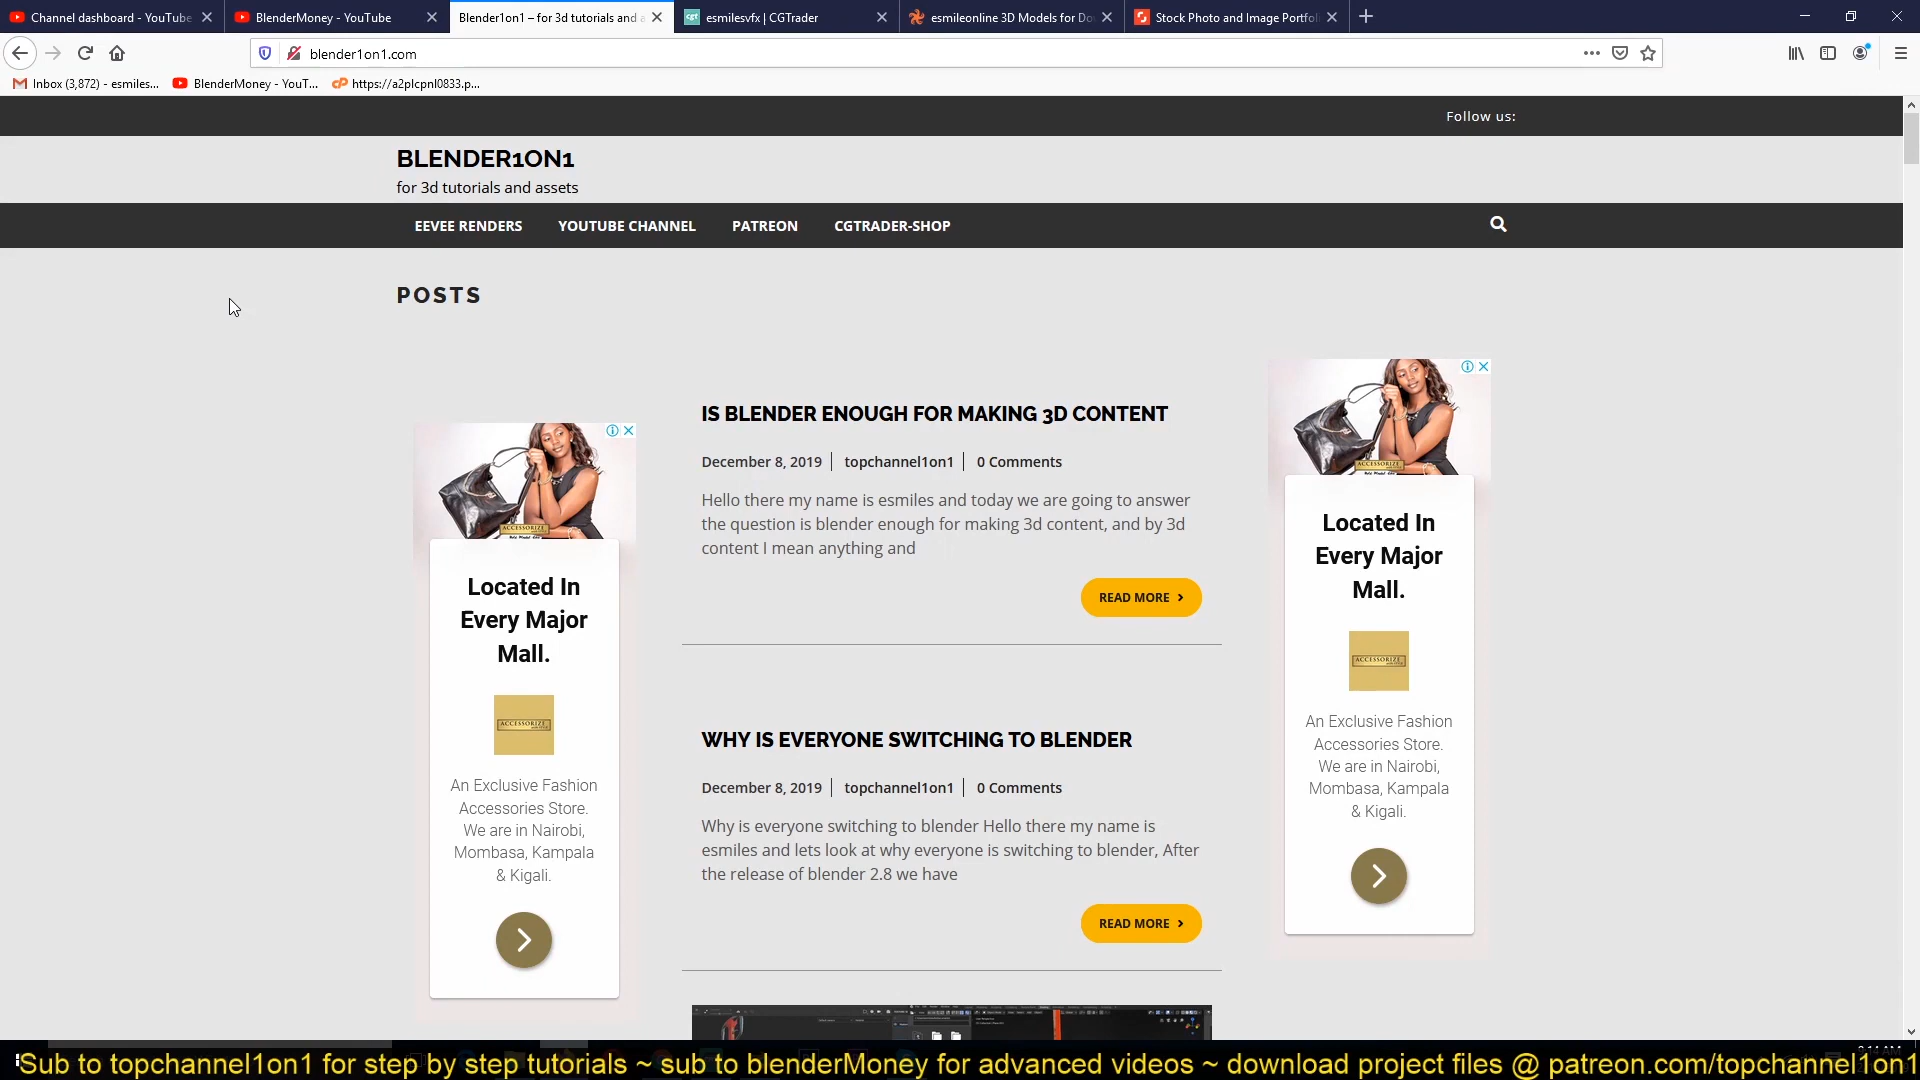 Channel dashboard - YouTube
BlenderMoney - YouTube
Blender1on1 – for 3d tutorials and a
esmilesvfx | CGTrader
esmileonline 3D Models for Do
Stock Photo and Image Portfol
blender1on1.com
Inbox (3,872) - esmiles...
BlenderMoney - YouT...
https://a2plcpnl0833.p...
Follow us:
BLENDER1ON1
for 3d tutorials and assets
EEVEE RENDERS YOUTUBE CHANNEL PATREON CGTRADER-SHOP
POSTS
IS BLENDER ENOUGH FOR MAKING 3D CONTENT
December 8, 2019 topchannel1on1 0 Comments
Hello there my name is esmiles and today we are going to answer
the question is blender enough for making 3d content, and by 3d
content I mean anything and
READ MORE
WHY IS EVERYONE SWITCHING TO BLENDER
December 8, 2019 topchannel1on1 0 Comments
Why is everyone switching to blender Hello there my name is
esmiles and lets look at why everyone is switching to blender, After
the release of blender 2.8 we have
READ MORE
ACCESSORIZE
Located In
Every Major
Mall.
ACCESSORIZE
An Exclusive Fashion
Accessories Store.
We are in Nairobi,
Mombasa, Kampala
& Kigali.
ACCESSORIZE
Located In
Every Major
Mall.
ACCESSORIZE
An Exclusive Fashion
Accessories Store.
We are in Nairobi,
Mombasa, Kampala
& Kigali.
Sub to topchannel1on1 for step by step tutorials ~ sub to blenderMoney for advanced videos ~ download project files @ patreon.com/topchannel1on1